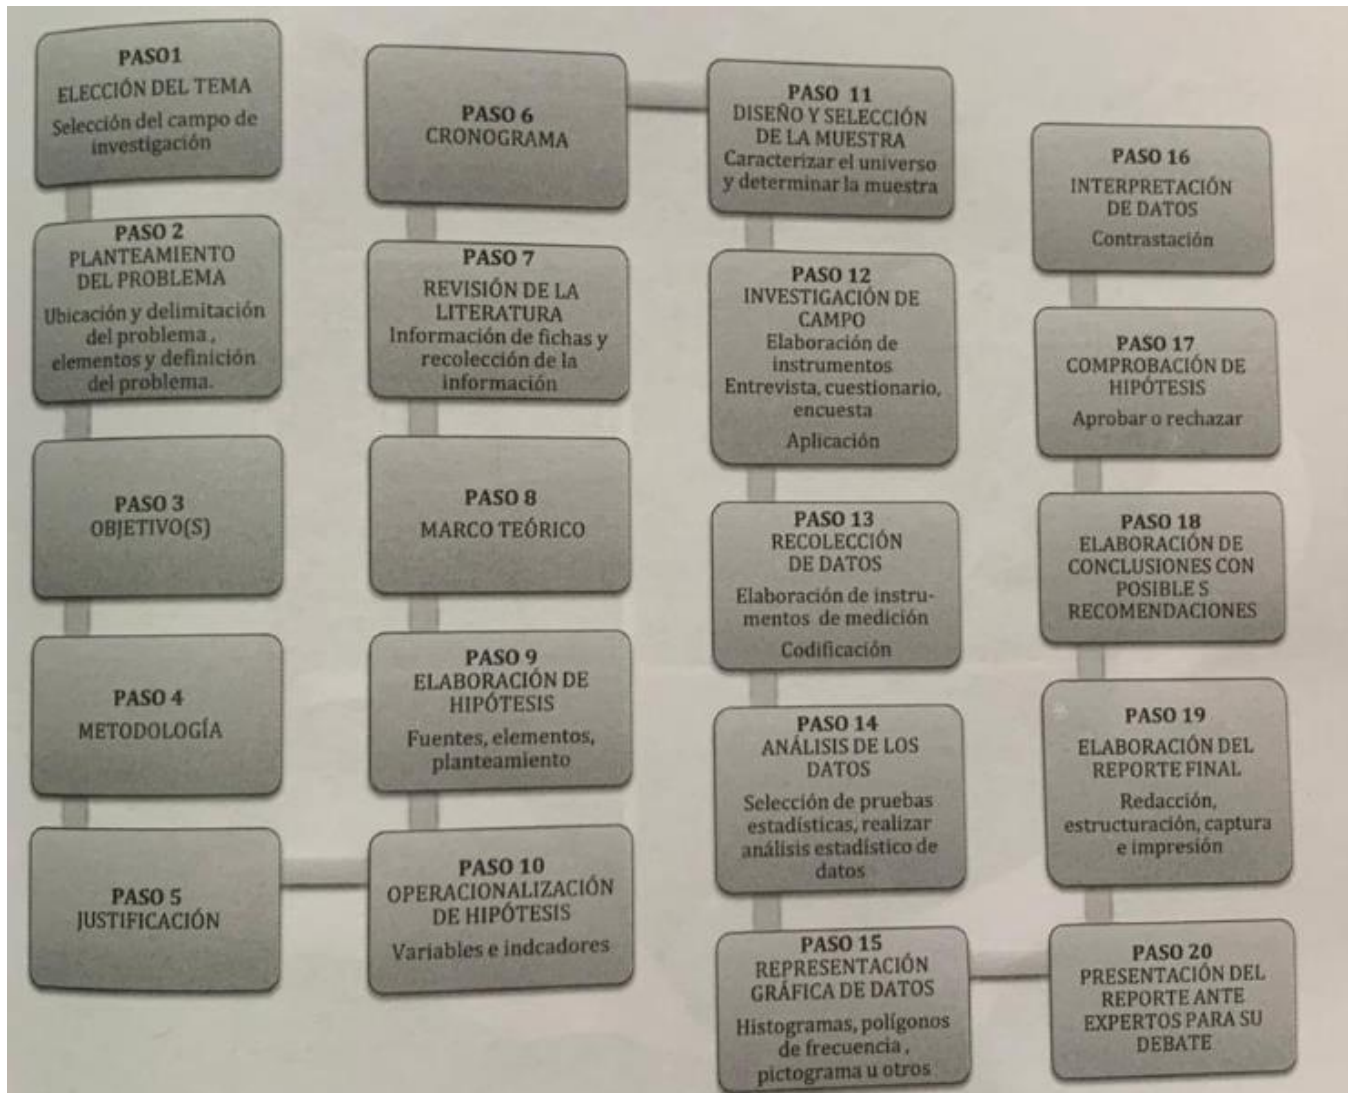 PASO1
ELECCIÓN DEL TEMA
Selección del campo de
investigación
PASO 2
PLANTEAMIENTO
DEL PROBLEMA
Ubicación y delimitación
del problema ,
elementos y definición
del problema.
PASO 3
OBJETIVO(S)
PASO 4
METODOLOGÍA
PASO 5
JUSTIFICACIÓN
PASO 6
CRONOGRAMA
PASO 7
REVISIÓN DE LA
LITERATURA
Información de fichas y
recolección de la
información
PASO 8
MARCO TEÓRICO
PASO 9
ELABORACIÓN DE
HIPÓTESIS
Fuentes, elementos,
planteamiento
PASO 10
OPERACIONALIZACIÓN
DE HIPÓTESIS
Variables e indcadores
PASO 11
DISEÑO Y SELECCIÓN
DE LA MUESTRA
Caracterizar el universo
y determinar la muestra
PASO 12
INVESTIGACIÓN DE
CAMPO
Elaboración de
instrumentos
Entrevista, cuestionario,
encuesta
Aplicación
PASO 13
RECOLECCIÓN
DE DATOS
Elaboración de instru-
mentos de medición
Codificación
PASO 14
ANÁLISIS DE LOS
DATOS
Selección de pruebas
estadísticas, realizar
análisis estadístico de
datos
PASO 15
REPRESENTACIÓN
GRÁFICA DE DATOS
Histogramas, polígonos
de frecuencia ,
pictograma u otros
PASO 16
INTERPRETACIÓN
DE DATOS
Contrastación
PASO 17
COMPROBACIÓN DE
HIPÓTESIS
Aprobar o rechazar
PASO 18
ELABORACIÓN DE
CONCLUSIONES CON
POSIBLE S
RECOMENDACIONES
PASO 19
ELABORACIÓN DEL
REPORTE FINAL
Redacción,
estructuración, captura
e impresión
PASO 20
PRESENTACIÓN DEL
REPORTE ANTE
EXPERTOS PARA SU
DEBATE